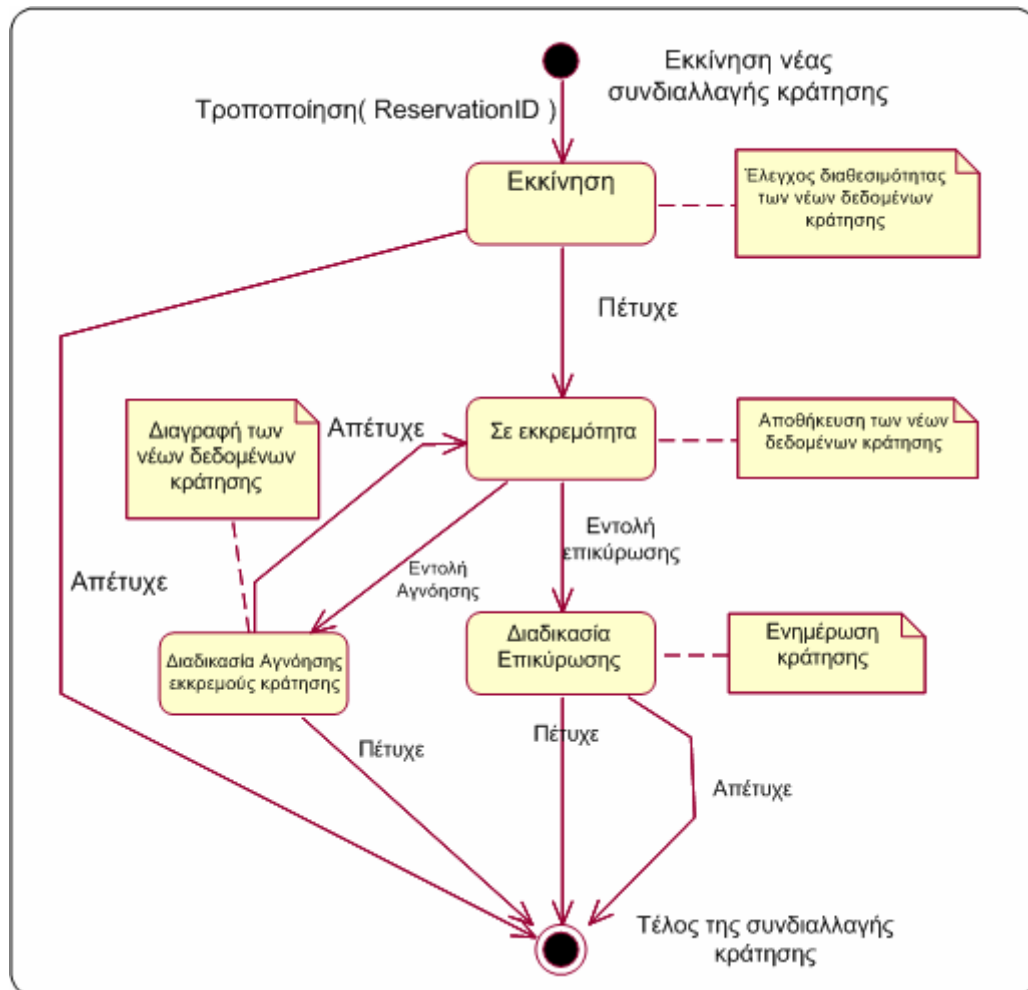 Εκκίνηση νέας
συνδιαλλαγής κράτησης
Τροποποίηση( ReservationID )
Εκκίνηση
Έλεγχος διαθεσιμότητας
των νέων δεδομένων
κράτησης
Πέτυχε
Διαγραφή των
νέων δεδομένων
κράτησης
Απέτυχε
Σε εκκρεμότητα
Αποθήκευση των νέων
δεδομένων κράτησης
Απέτυχε
Εντολή
Αγνόησης
Εντολή
επικύρωσης
Διαδικασία Αγνόησης
εκκρεμούς κράτησης
Διαδικασία
Επικύρωσης
Ενημέρωση
κράτησης
Πέτυχε
Πέτυχε
Απέτυχε
Τέλος της συνδιαλλαγής
κράτησης